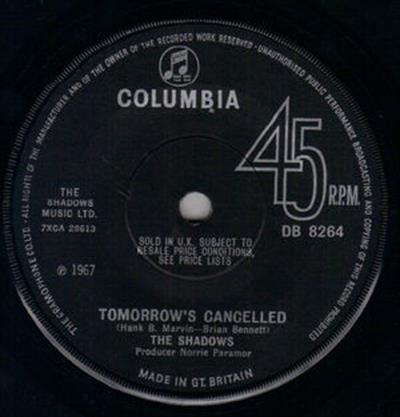 ALL RIGHTS OF THE MANUFACTURER AND OF THE OWNER OF THE RECORDED WORK RESERVED · UNAUTHORISED PUBLIC PERFORMANCE BROADCASTING AND COPYING OF THIS RECORD PROHIBITED
THE GRAMOPHONE CO. LTD.
COLUMBIA
45
R.P.M.
THE
SHADOWS
MUSIC LTD.
7XCA 28613
DB 8264
SOLD IN U.K. SUBJECT TO
RESALE PRICE CONDITIONS,
SEE PRICE LISTS
℗ 1967
TOMORROW'S CANCELLED
(Hank B. Marvin—Brian Bennett)
THE SHADOWS
Producer Norrie Paramor
MADE IN GT. BRITAIN